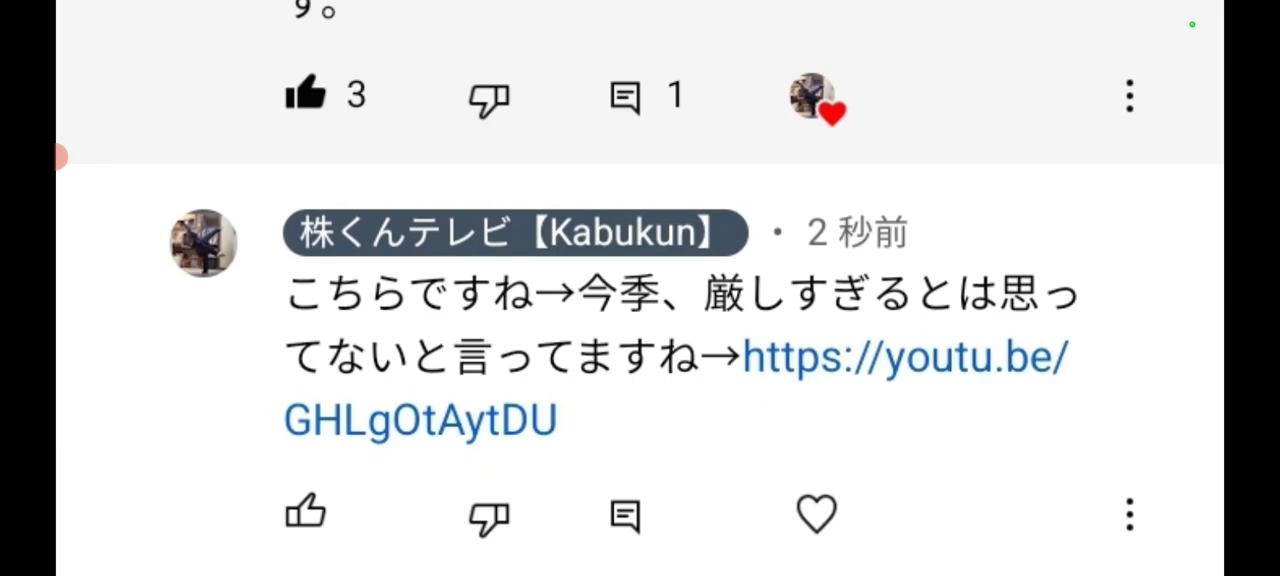 す。
3 1
株くんテレビ【Kabukun】 ・ 2 秒前
こちらですね→今季、厳しすぎるとは思っ
てないと言ってますね→https://youtu.be/
GHLgOtAytDU